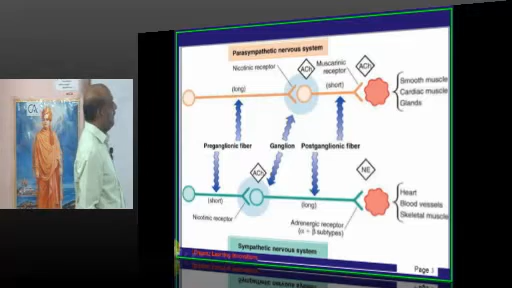 Parasympathetic nervous system
Nicotinic receptor
ACh
Muscarinic
receptor
ACh
(long)
(short)
Smooth muscle
Cardiac muscle
Glands
Preganglionic fiber
Ganglion
Postganglionic fiber
ACh
NE
(short)
(long)
Nicotinic receptor
Adrenergic receptor
(α + β subtypes)
Heart
Blood vessels
Skeletal muscle
Sympathetic nervous system
Page